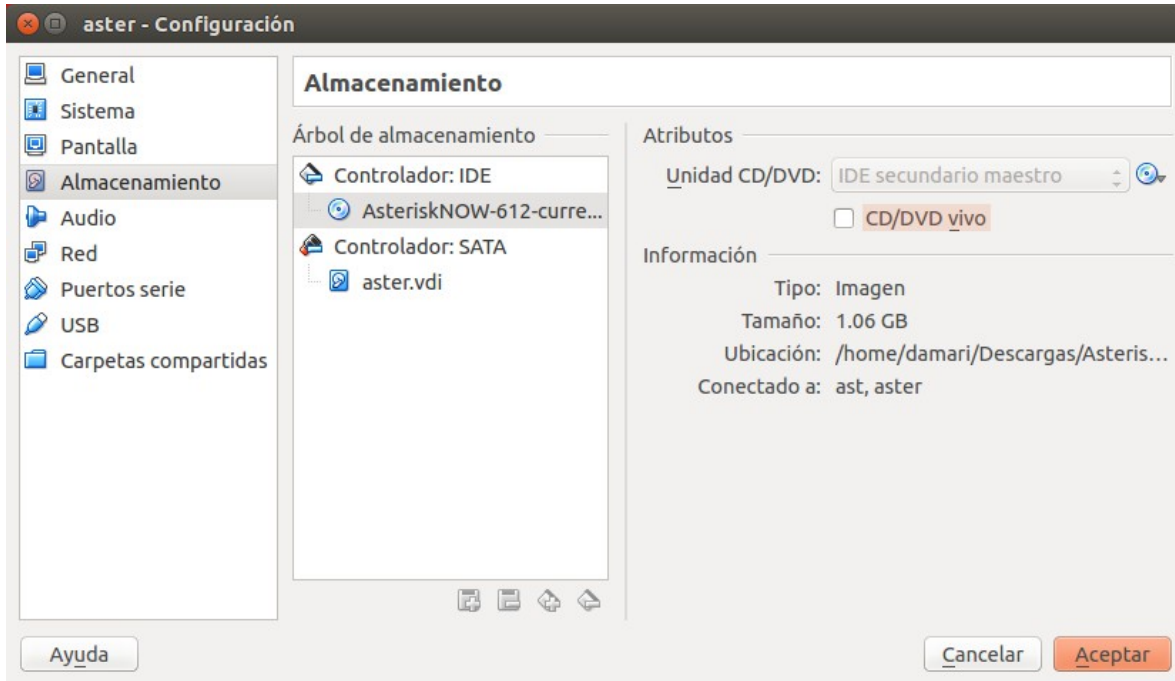 aster - Configuración
General
Sistema
Pantalla
Almacenamiento
Audio
Red
Puertos serie
USB
Carpetas compartidas
Almacenamiento
Árbol de almacenamiento
Controlador: IDE
AsteriskNOW-612-curre...
Controlador: SATA
aster.vdi
Atributos
Unidad CD/DVD: IDE secundario maestro
CD/DVD vivo
Información
Tipo: Imagen
Tamaño: 1.06 GB
Ubicación: /home/damari/Descargas/Asteris...
Conectado a: ast, aster
Ayuda
Cancelar
Aceptar